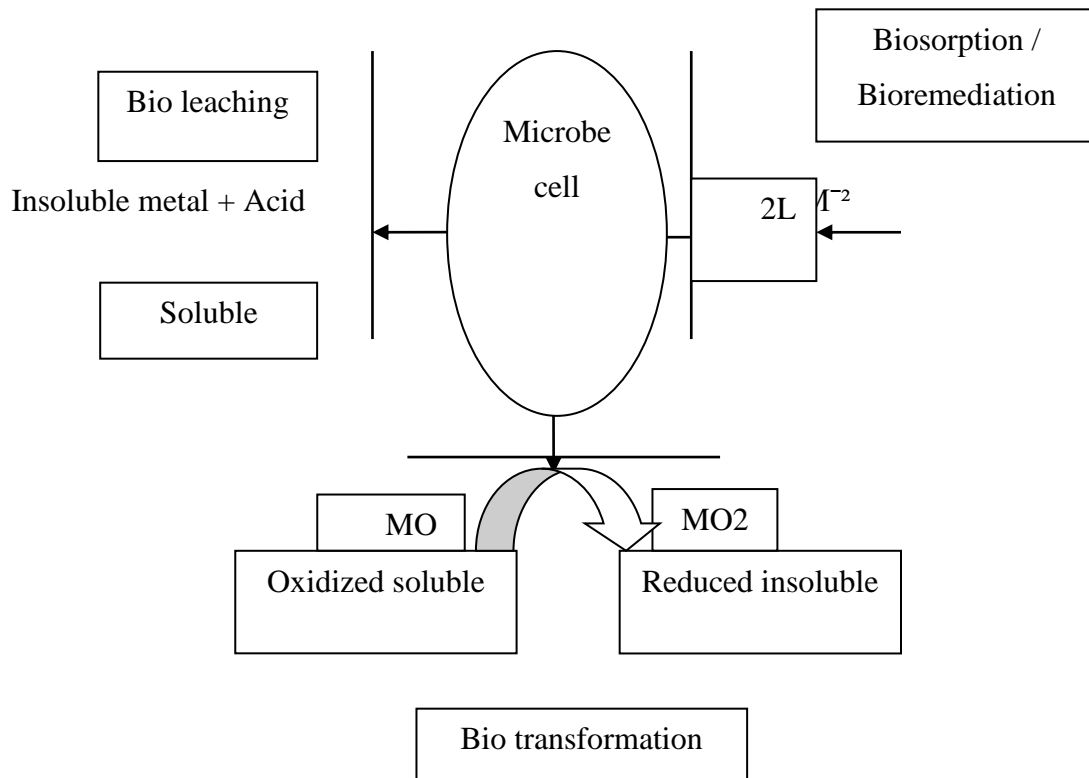 Biosorption /
Bioremediation
Bio leaching
Microbe
cell
Insoluble metal + Acid
2L
M⁻²
Soluble
MO
MO2
Oxidized soluble
Reduced insoluble
Bio transformation